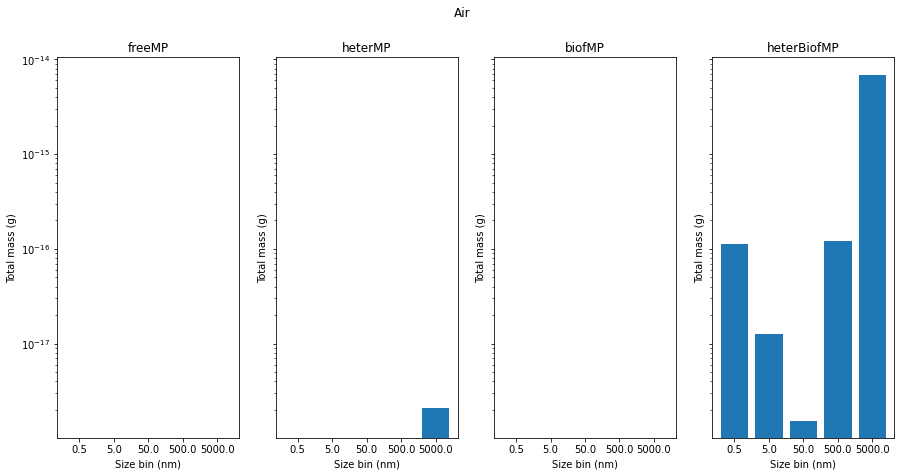 Air
freeMP
heterMP
biofMP
heterBiofMP
Total mass (g)
10⁻¹⁴
10⁻¹⁵
10⁻¹⁶
10⁻¹⁷
Total mass (g)
Total mass (g)
Total mass (g)
0.5 5.0 50.0 500.0 5000.0
0.5 5.0 50.0 500.0 5000.0
0.5 5.0 50.0 500.0 5000.0
0.5 5.0 50.0 500.0 5000.0
Size bin (nm)
Size bin (nm)
Size bin (nm)
Size bin (nm)